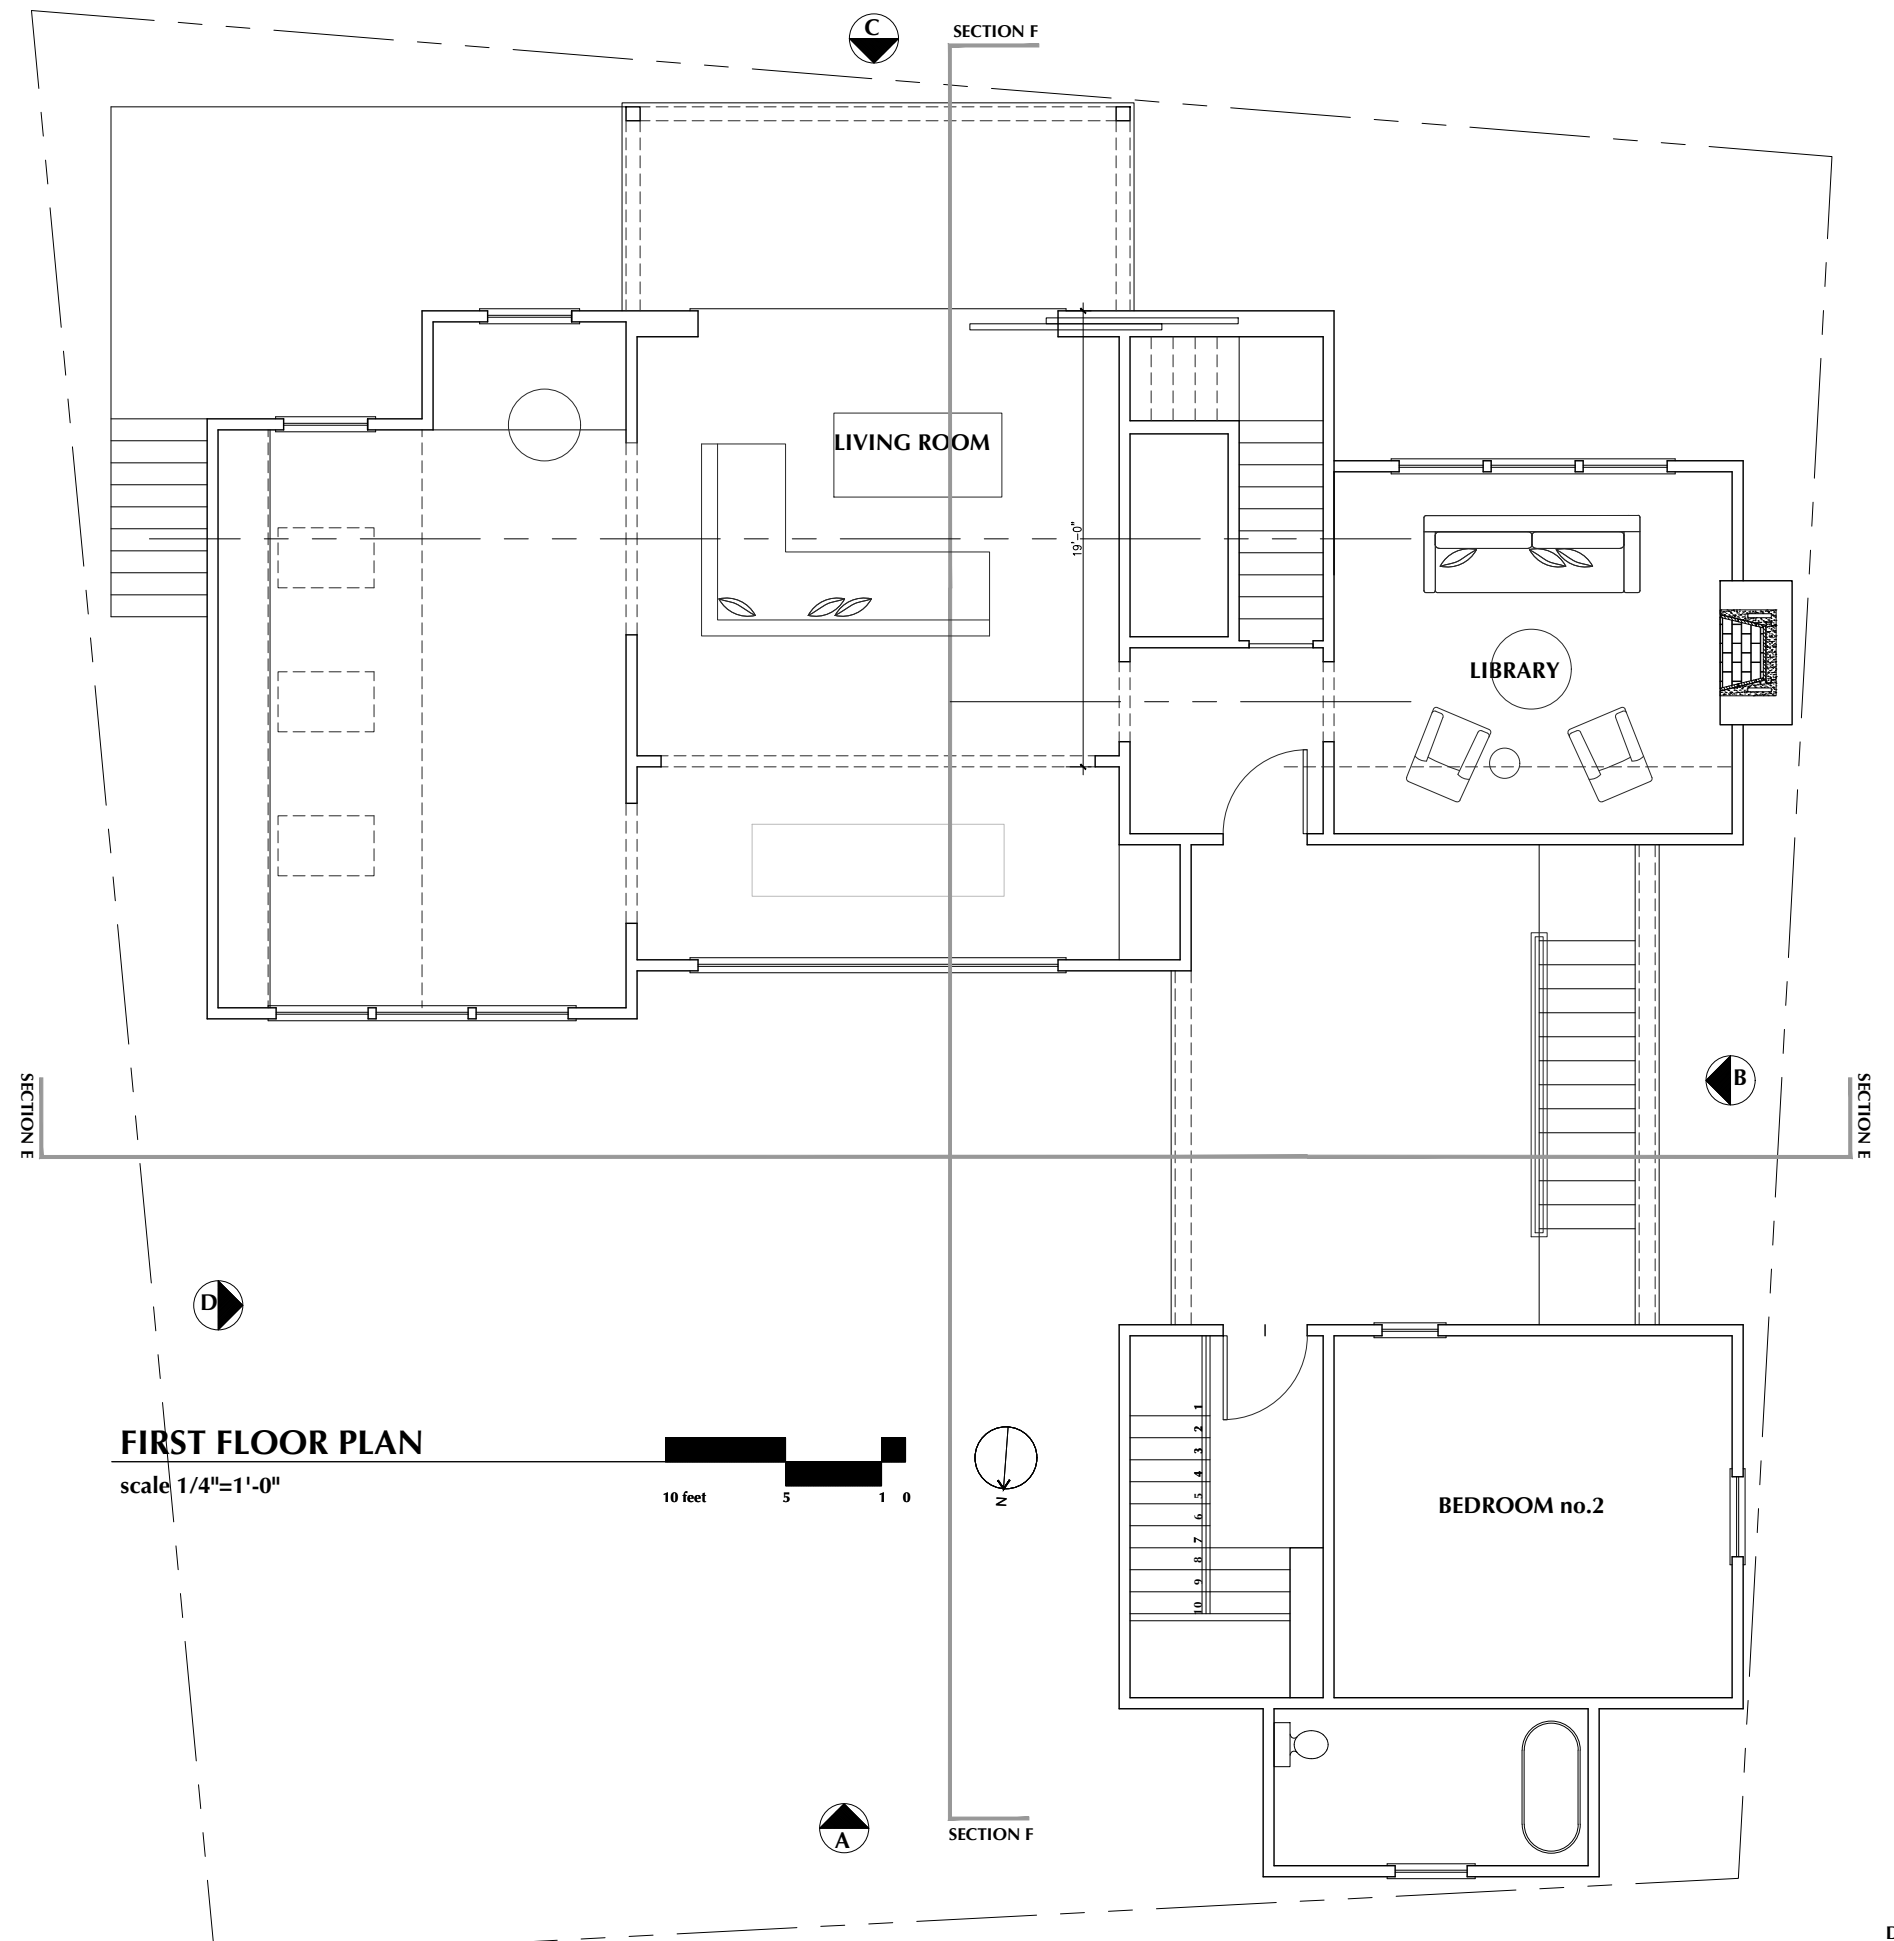 C
SECTION F
LIVING ROOM
19'-0"
LIBRARY
SECTION E
B
SECTION E
D
FIRST FLOOR PLAN
scale 1/4"=1'-0"
10 feet 5 1 0
N
1
2
3
4
5
6
7
8
9
10
BEDROOM no.2
A
SECTION F
D